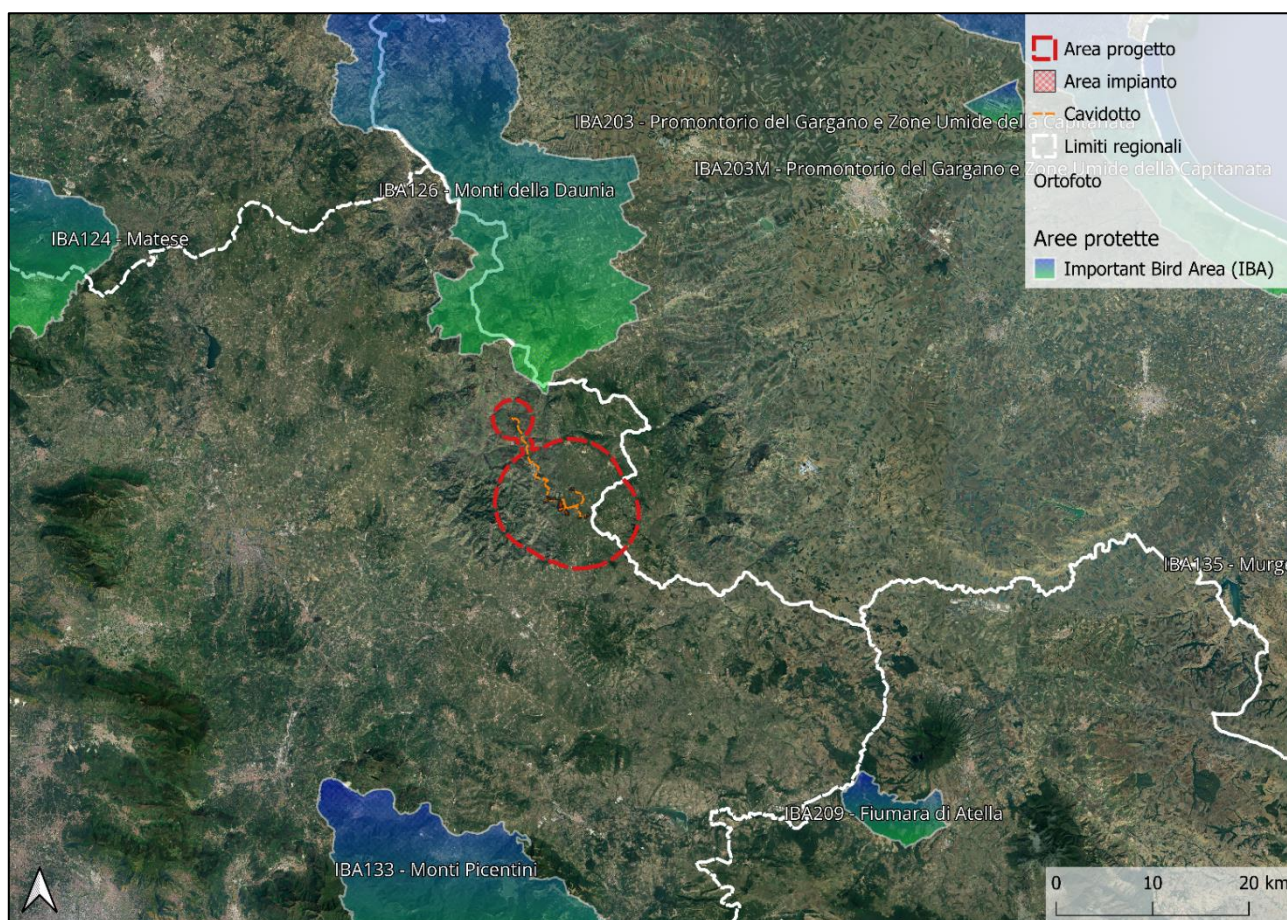 Area progetto
Area impianto
Cavidotto
Limiti regionali
Ortofoto
Aree protette
Important Bird Area (IBA)
IBA203 - Promontorio del Gargano e Zone Umide della Capitanata
IBA203M - Promontorio del Gargano e Zone Umide della Capitanata
IBA126 - Monti della Daunia
IBA124 - Matese
IBA135 - Murge
IBA209 - Fiumara di Atella
IBA133 - Monti Picentini
0 10 20 km